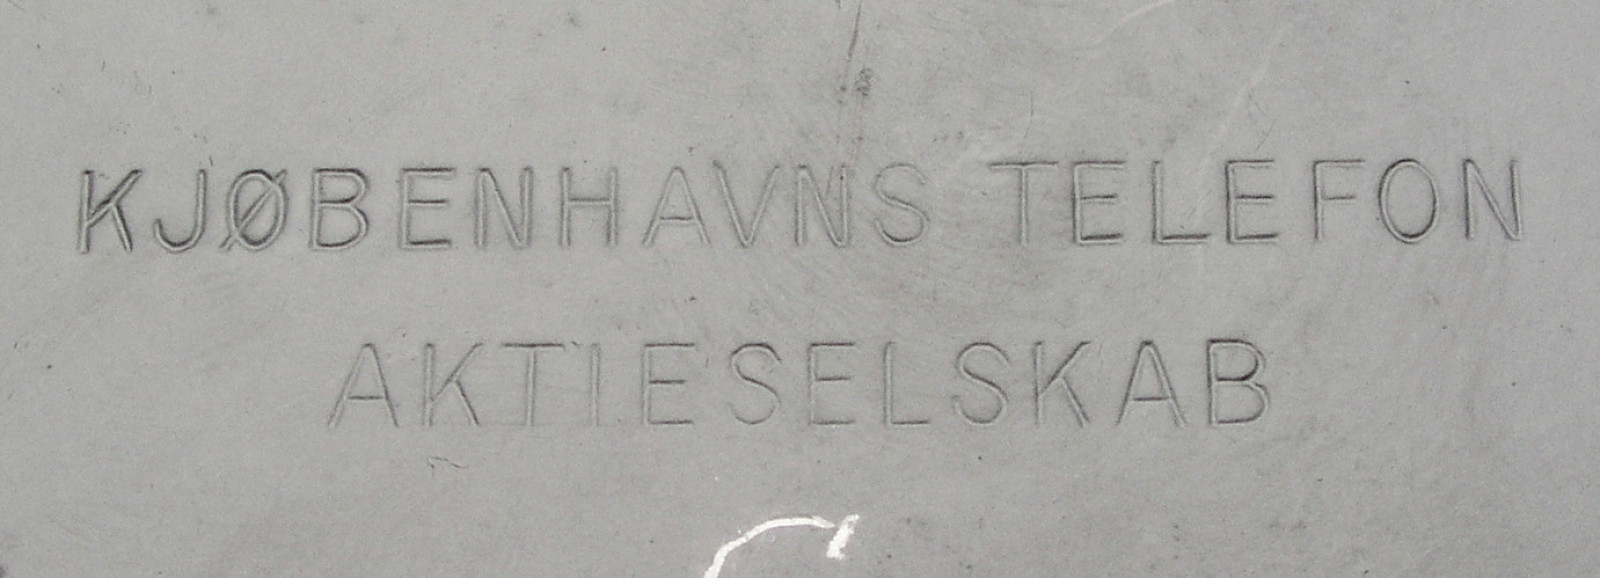 KJØBENHAVNS TELEFON
AKTIESELSKAB